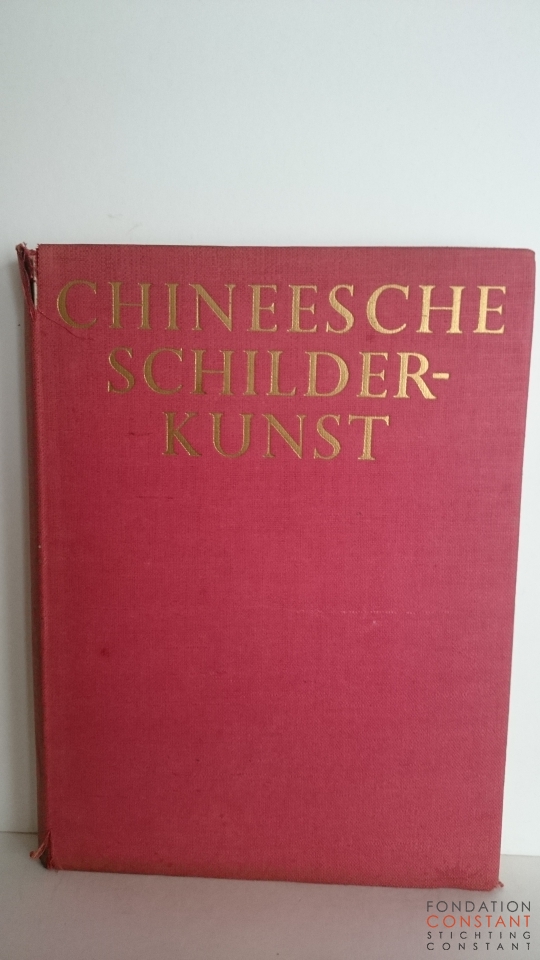 CHINEESCHE
SCHILDER-
KUNST
FONDATION
CONSTANT
STICHTING
CONSTANT